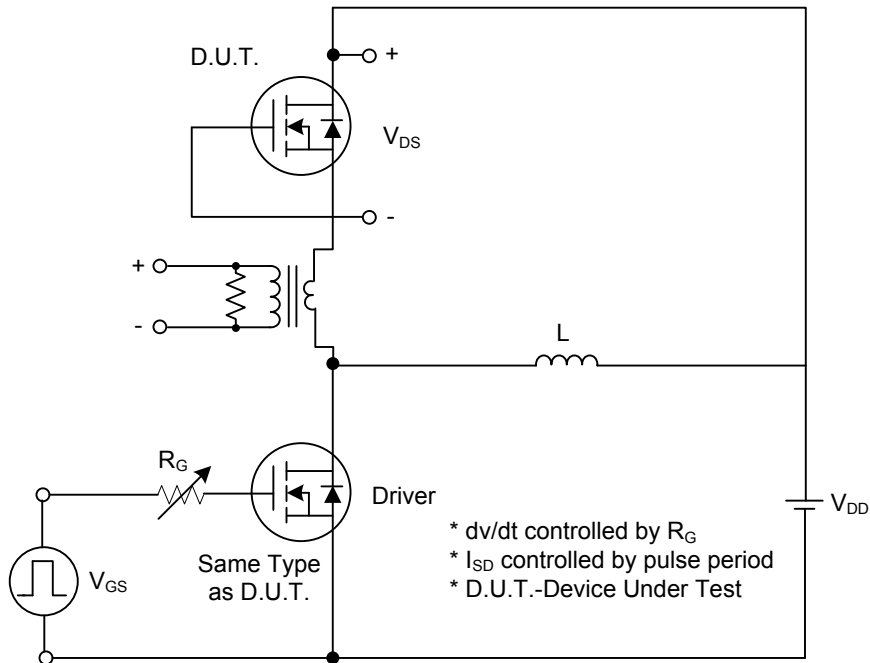 D.U.T.
+
V_DS
-
+
-
L
R_G
Driver
V_DD
V_GS
Same Type
as D.U.T.
* dv/dt controlled by R_G
* I_SD controlled by pulse period
* D.U.T.-Device Under Test